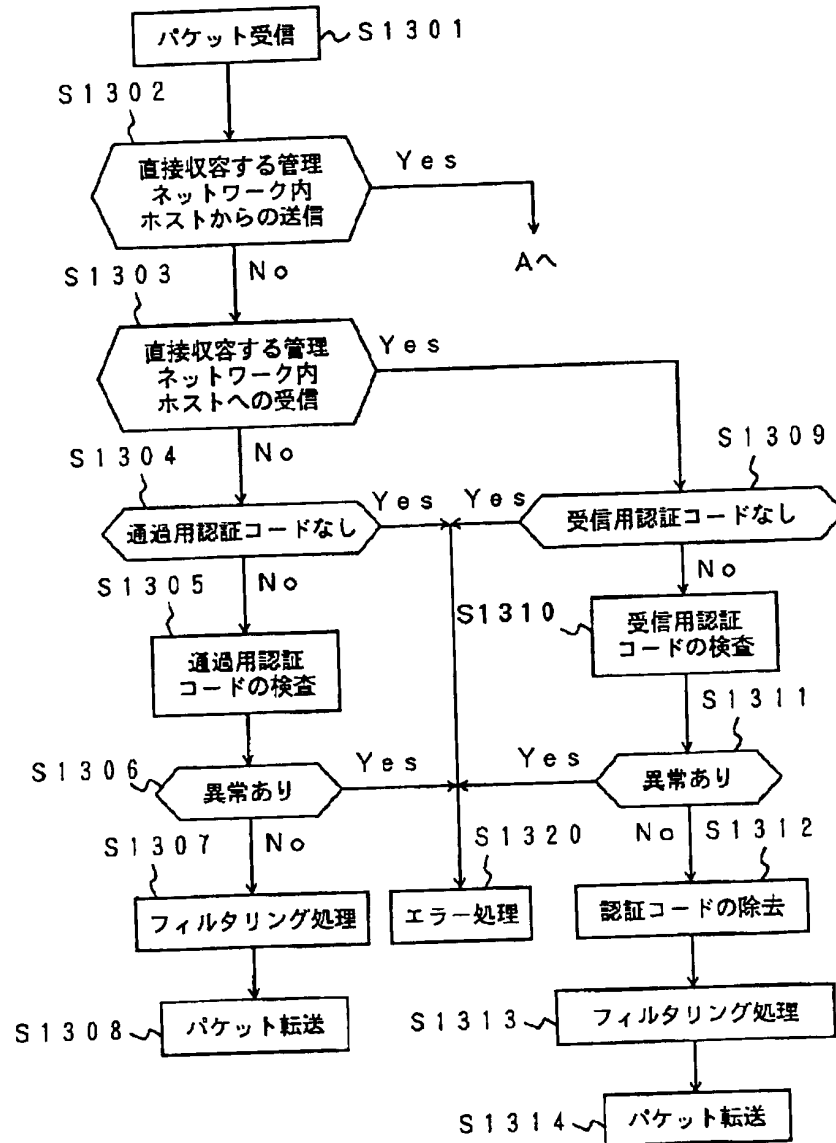 パケット受信
S1301
S1302
直接収容する管理
ネットワーク内
ホストからの送信
Yes
Aへ
No
S1303
直接収容する管理
ネットワーク内
ホストへの受信
Yes
No
S1304
通過用認証コードなし
Yes
Yes
S1309
受信用認証コードなし
No
S1305
通過用認証
コードの検査
No
S1310
受信用認証
コードの検査
S1306
異常あり
Yes
Yes
S1311
異常あり
No
S1307
フィルタリング処理
S1320
エラー処理
No
S1312
認証コードの除去
S1308
パケット転送
S1313
フィルタリング処理
S1314
パケット転送